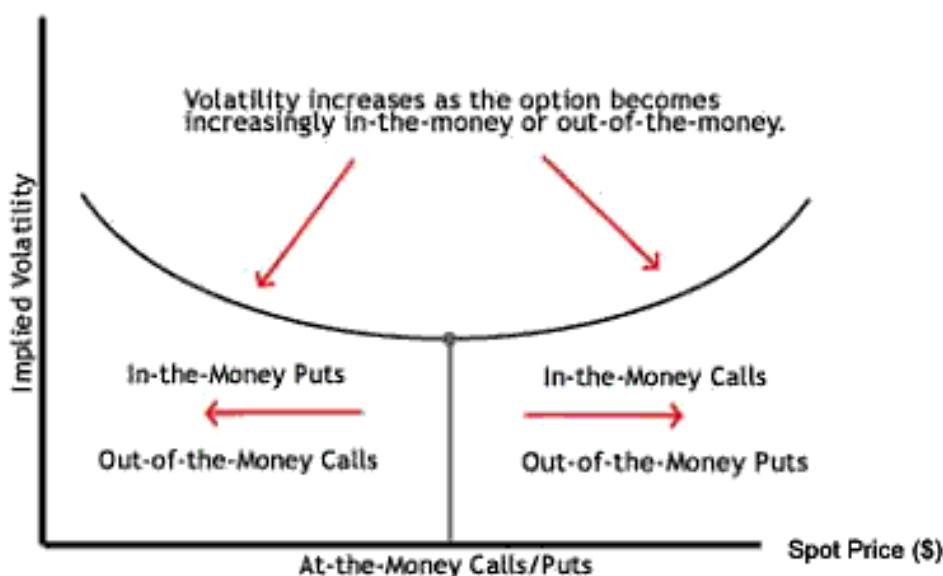 Volatility increases as the option becomes
increasingly in-the-money or out-of-the-money.
Implied Volatility
In-the-Money Puts
In-the-Money Calls
Out-of-the-Money Calls
Out-of-the-Money Puts
At-the-Money Calls/Puts
Spot Price ($)